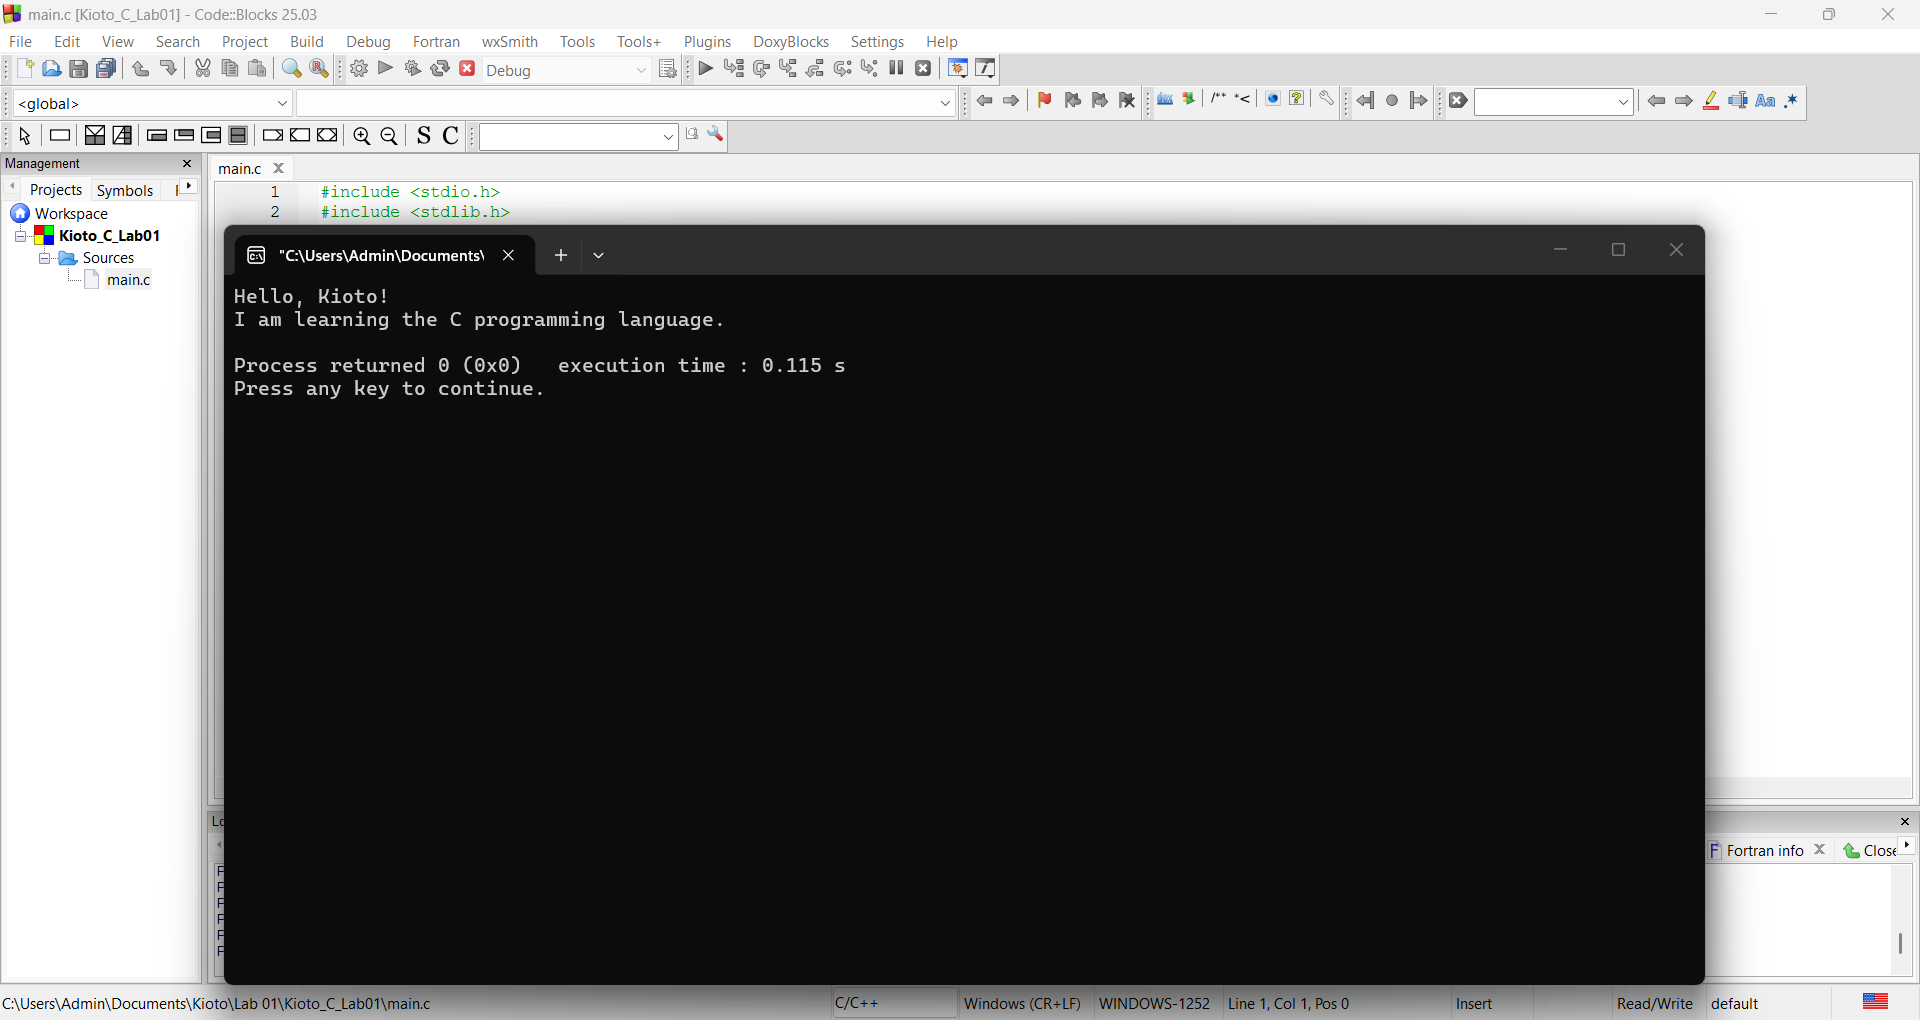 main.c [Kioto_C_Lab01] - Code::Blocks 25.03
File Edit View Search Project Build Debug Fortran wxSmith Tools Tools+ Plugins DoxyBlocks Settings Help
Debug
<global>
/** *<
Aa .*
S C
Management
main.c
Projects Symbols
1 #include <stdio.h>
2 #include <stdlib.h>
Workspace
Kioto_C_Lab01
Sources
main.c
"C:\Users\Admin\Documents\
Hello, Kioto!
I am learning the C programming language.
Process returned 0 (0x0)   execution time : 0.115 s
Press any key to continue.
Fortran info
Close
C:\Users\Admin\Documents\Kioto\Lab 01\Kioto_C_Lab01\main.c C/C++ Windows (CR+LF) WINDOWS-1252 Line 1, Col 1, Pos 0 Insert Read/Write default